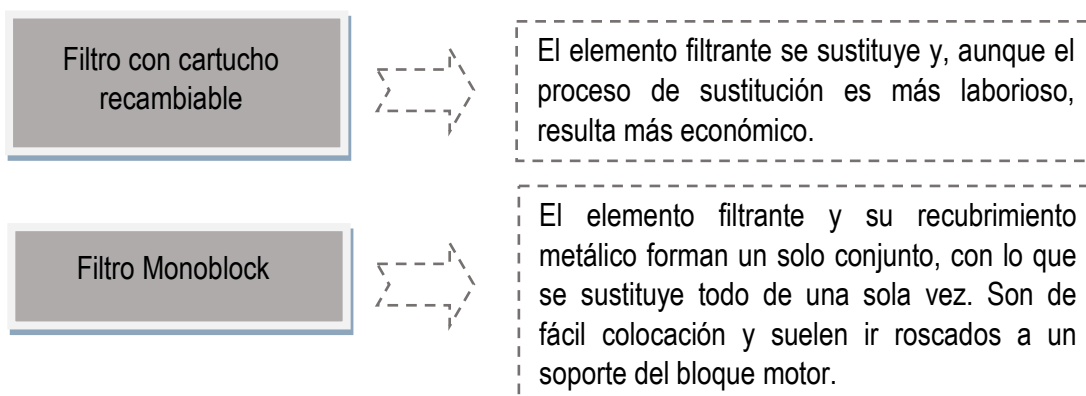 Filtro con cartucho
recambiable
El elemento filtrante se sustituye y, aunque el
proceso de sustitución es más laborioso,
resulta más económico.
Filtro Monoblock
El elemento filtrante y su recubrimiento
metálico forman un solo conjunto, con lo que
se sustituye todo de una sola vez. Son de
fácil colocación y suelen ir roscados a un
soporte del bloque motor.